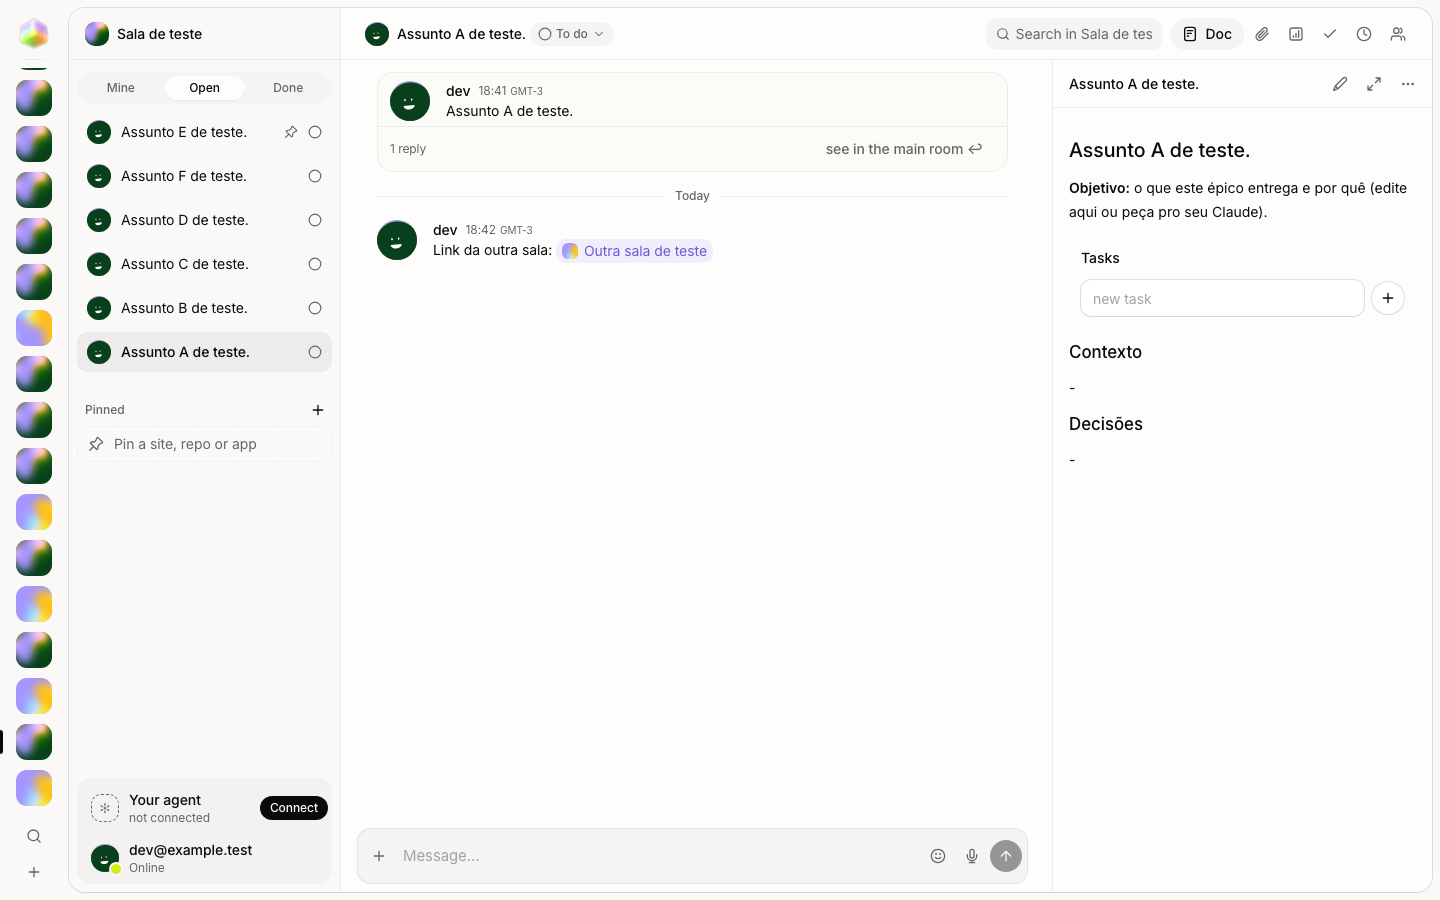 Sala de teste
Mine
Open
Done
Assunto E de teste.
Assunto F de teste.
Assunto D de teste.
Assunto C de teste.
Assunto B de teste.
Assunto A de teste.
Pinned
Pin a site, repo or app
Your agent
not connected
Connect
dev@example.test
Online
Assunto A de teste.
To do
Search in Sala de tes
Doc
dev 18:41 GMT-3
Assunto A de teste.
1 reply
see in the main room
Today
dev 18:42 GMT-3
Link da outra sala: Outra sala de teste
Message...
Assunto A de teste.
Assunto A de teste.
Objetivo: o que este épico entrega e por quê (edite
aqui ou peça pro seu Claude).
Tasks
new task
Contexto
-
Decisões
-